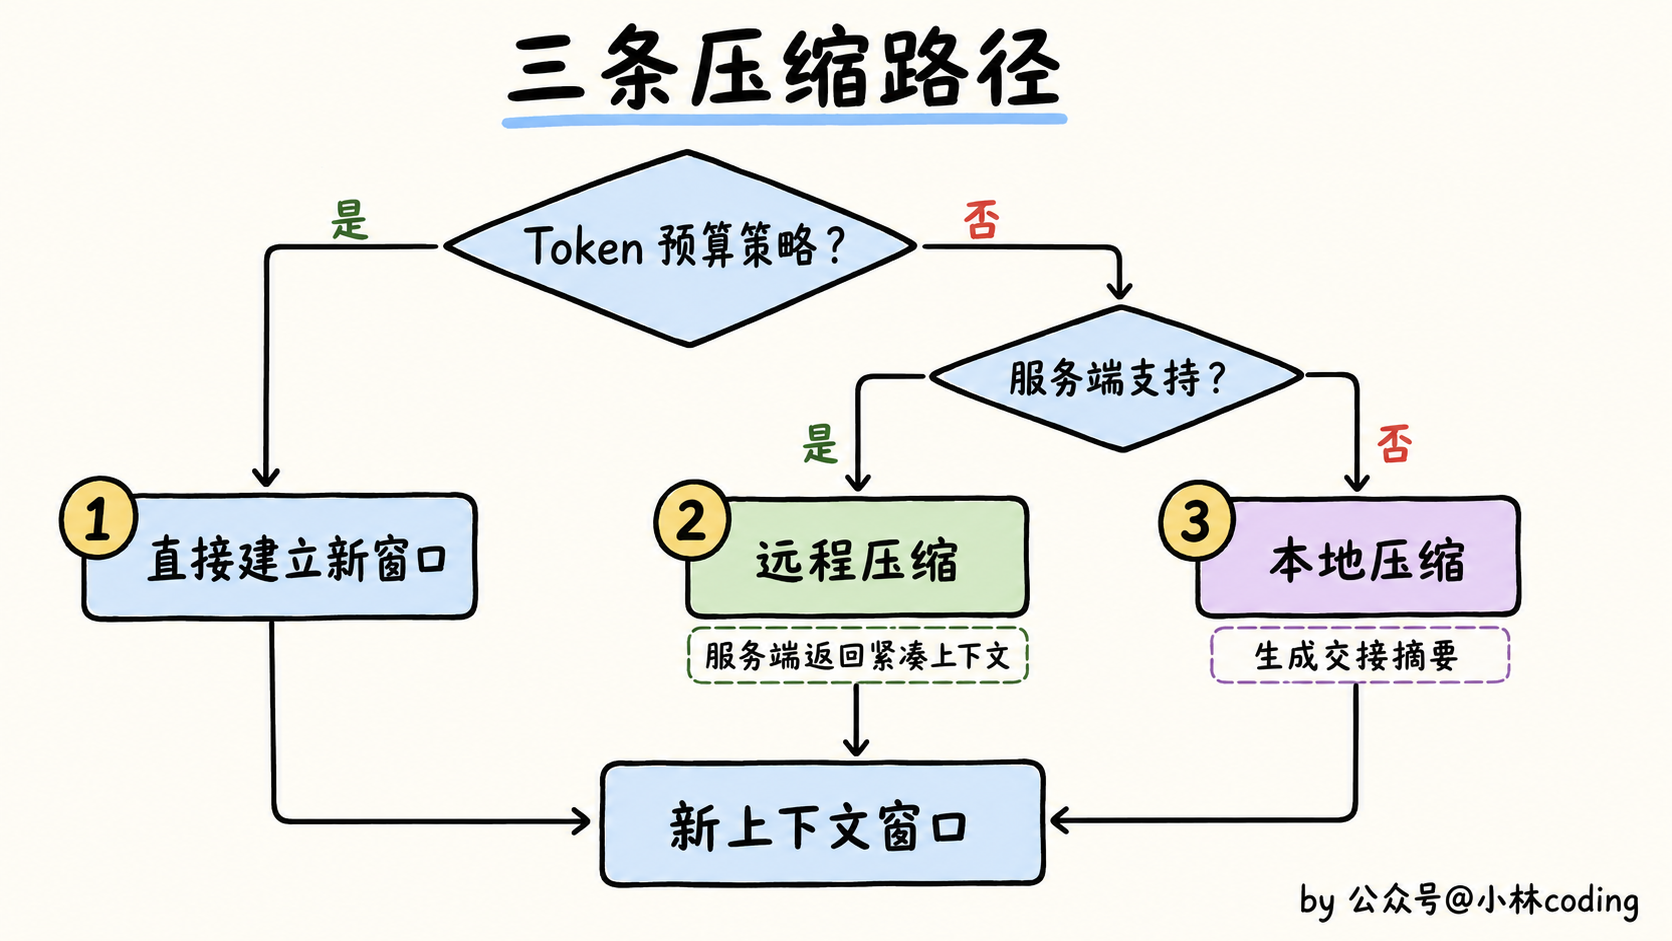 三条压缩路径
Token 预算策略？
是
否
服务端支持？
是
否
1
直接建立新窗口
2
远程压缩
服务端返回紧凑上下文
3
本地压缩
生成交接摘要
新上下文窗口
by 公众号@小林coding